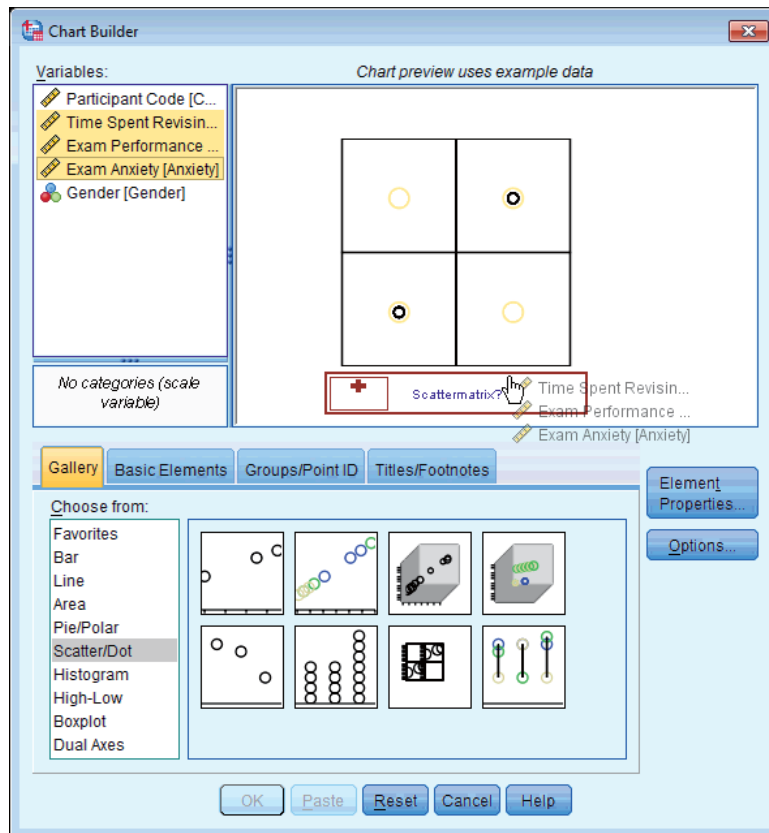 Chart Builder
Variables:
Chart preview uses example data
Participant Code [C...
Time Spent Revisin...
Exam Performance ...
Exam Anxiety [Anxiety]
Gender [Gender]
No categories (scale
variable)
Scattermatrix?
Time Spent Revisin...
Exam Performance ...
Exam Anxiety [Anxiety]
Gallery
Basic Elements
Groups/Point ID
Titles/Footnotes
Choose from:
Favorites
Bar
Line
Area
Pie/Polar
Scatter/Dot
Histogram
High-Low
Boxplot
Dual Axes
Element
Properties...
Options...
OK
Paste
Reset
Cancel
Help